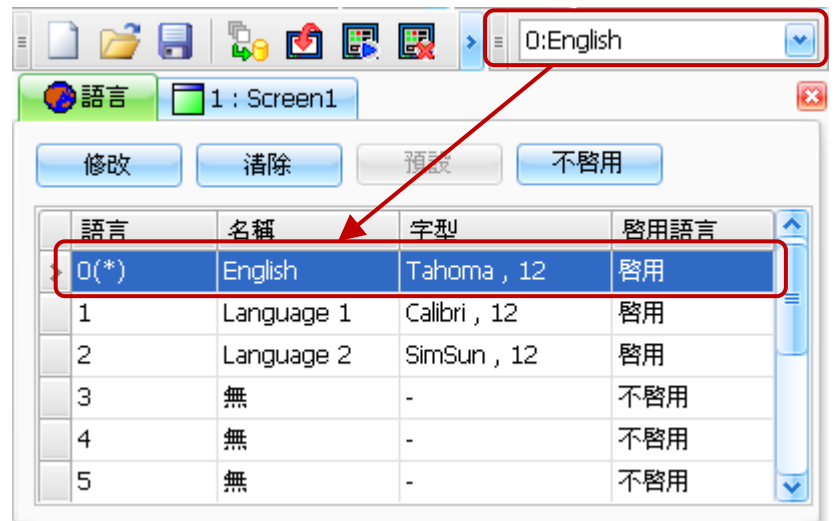 0:English
語言 1 : Screen1
修改 清除 預設 不啟用
語言 名稱 字型 啟用語言
0(*) English Tahoma , 12 啟用
1 Language 1 Calibri , 12 啟用
2 Language 2 SimSun , 12 啟用
3 無 - 不啟用
4 無 - 不啟用
5 無 - 不啟用